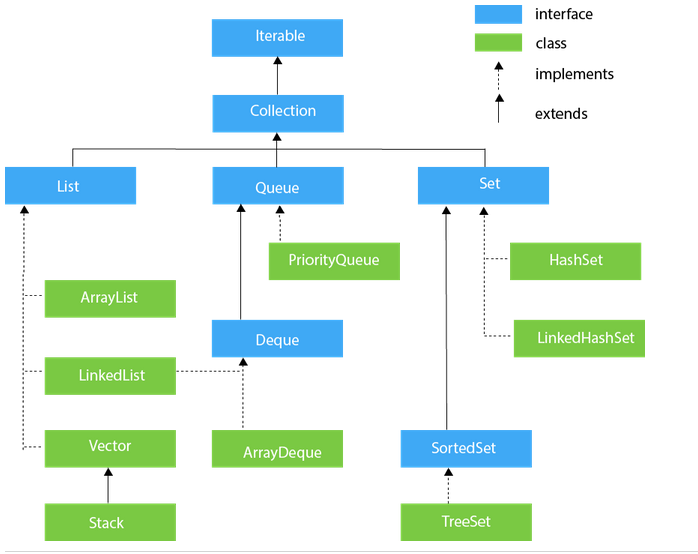 Iterable
interface
class
implements
extends
Collection
List
Queue
Set
PriorityQueue
HashSet
ArrayList
Deque
LinkedHashSet
LinkedList
Vector
ArrayDeque
SortedSet
Stack
TreeSet